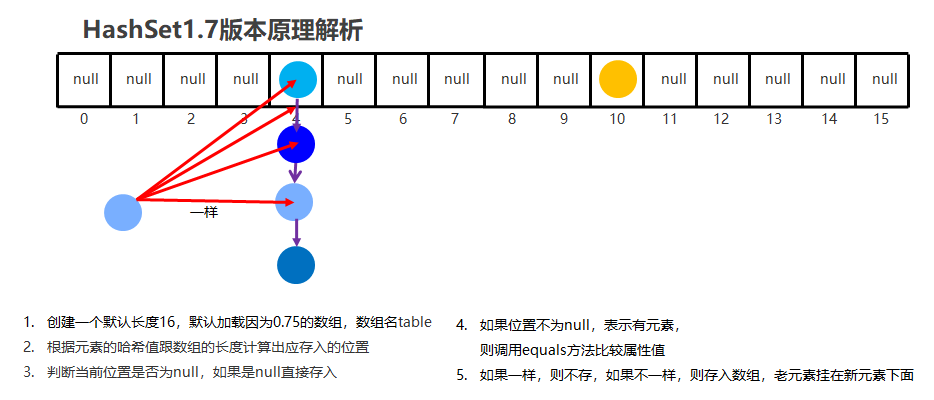 HashSet1.7版本原理解析
null null null null null null null null null null null null null null
0 1 2 3 4 5 6 7 8 9 10 11 12 13 14 15
一样
1. 创建一个默认长度16，默认加载因为0.75的数组，数组名table
2. 根据元素的哈希值跟数组的长度计算出应存入的位置
3. 判断当前位置是否为null，如果是null直接存入
4. 如果位置不为null，表示有元素，
则调用equals方法比较属性值
5. 如果一样，则不存，如果不一样，则存入数组，老元素挂在新元素下面